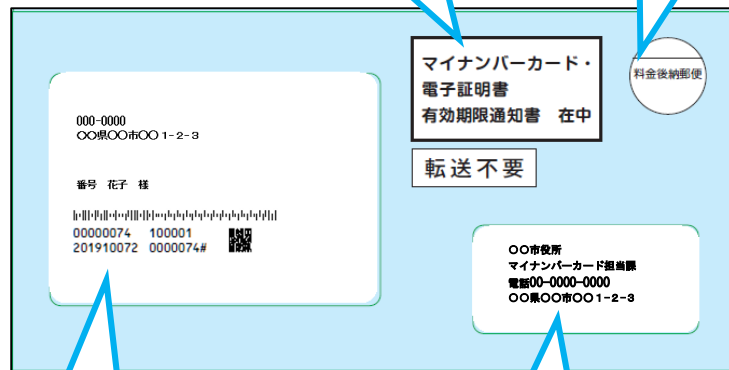 マイナンバーカード・
電子証明書
有効期限通知書 在中
料金後納郵便
転送不要
000-0000
〇〇県〇〇市〇〇 1-2-3
番号 花子 様
00000074 100001
201910072 0000074#
〇〇市役所
マイナンバーカード担当課
電話00-0000-0000
〇〇県〇〇市〇〇 1-2-3